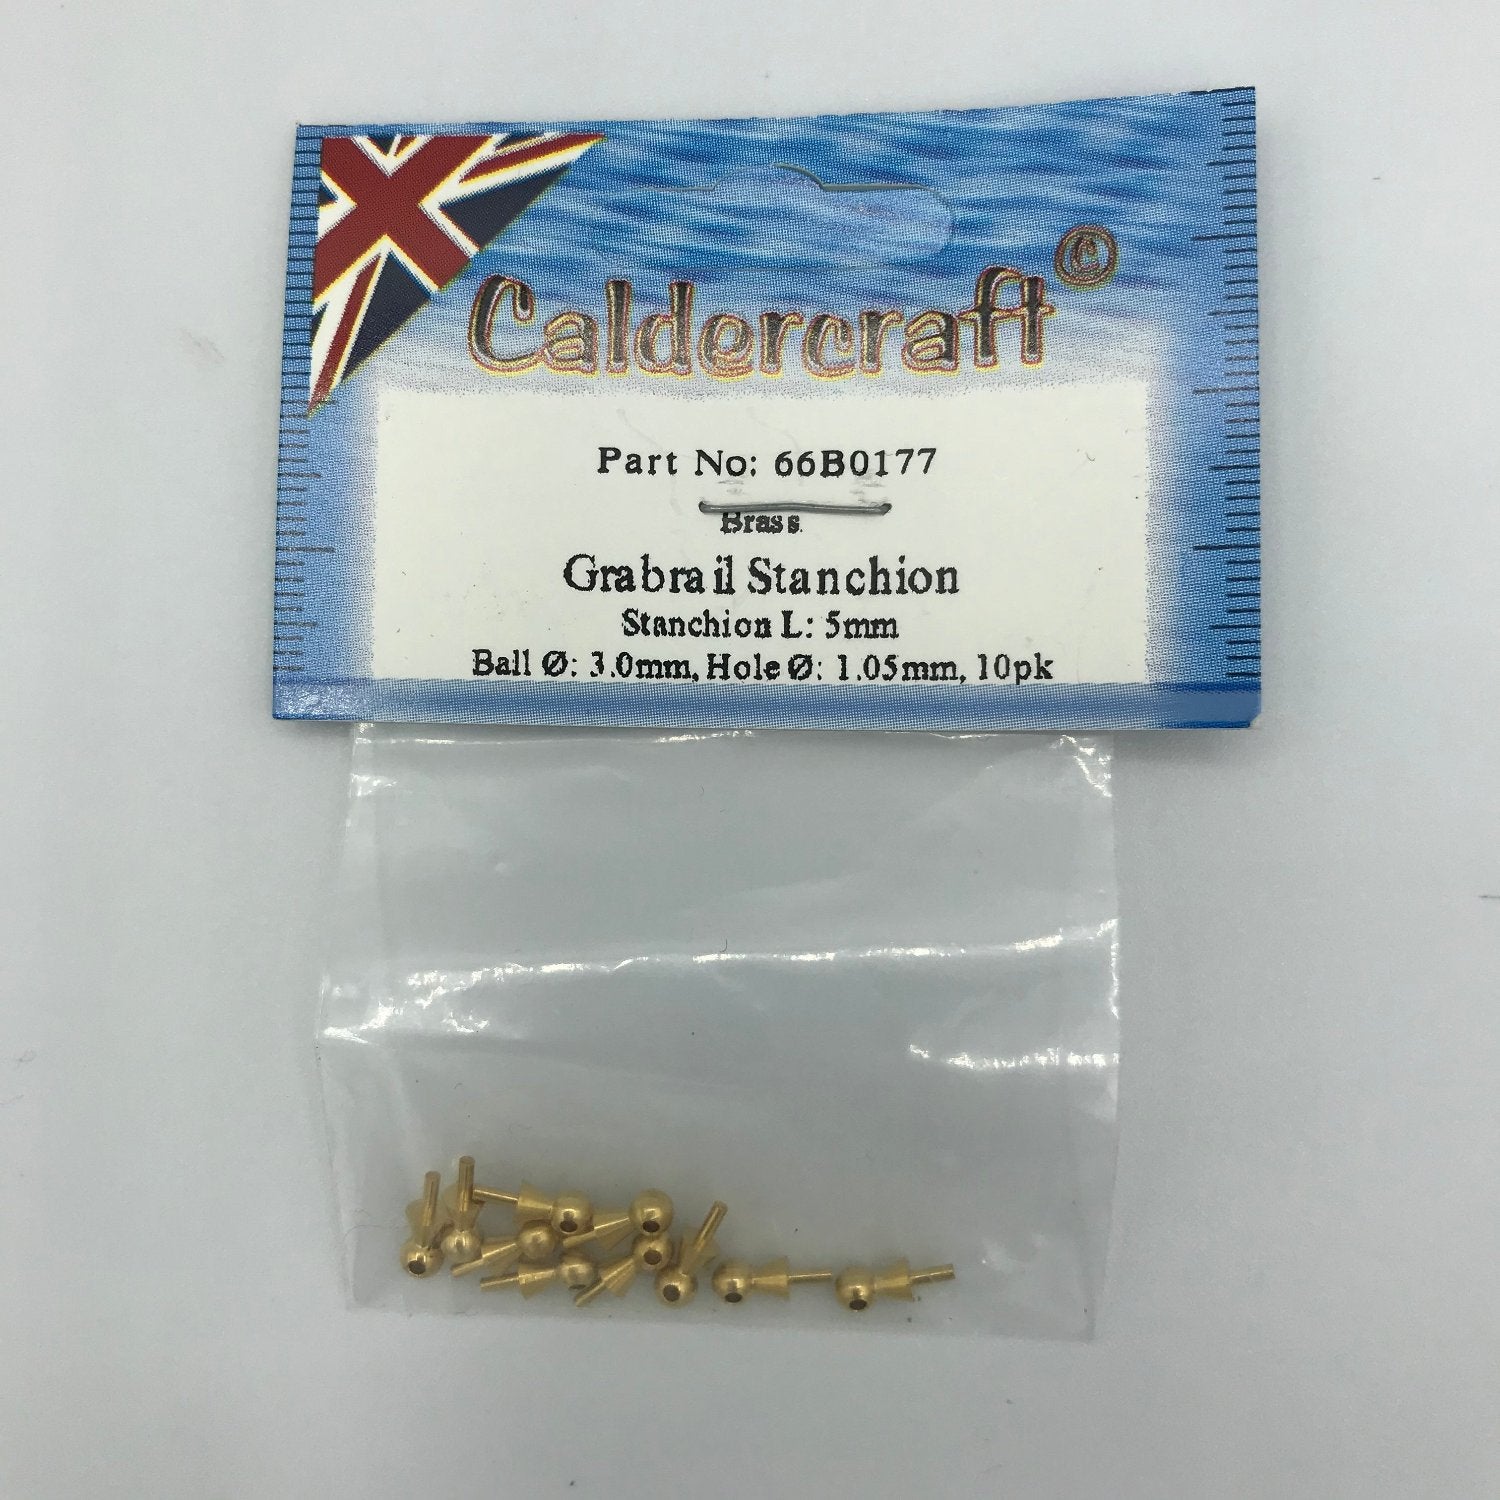 Caldercraft ©
Part No: 66B0177
Brass
Grabrail Stanchion
Stanchion L: 5mm
Ball Ø: 3.0mm, Hole Ø: 1.05mm, 10pk